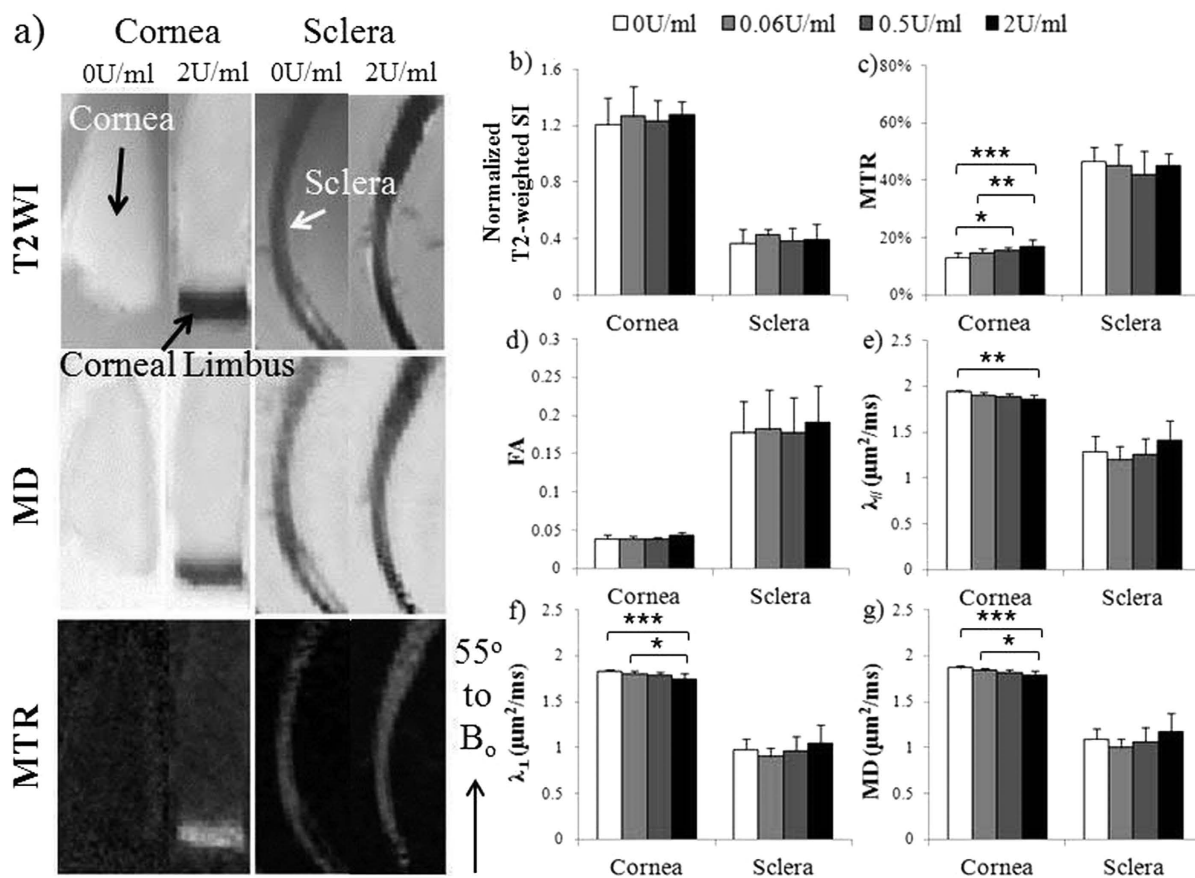 a)
Cornea Sclera
0U/ml 2U/ml 0U/ml 2U/ml
T2WI
Cornea
Sclera
Corneal Limbus
MD
MTR
55º
to
Bₒ
0U/ml 0.06U/ml 0.5U/ml 2U/ml
b)
Normalized
T2-weighted SI
1.6
1.2
0.8
0.4
0
Cornea Sclera
c)
MTR
80%
60%
40%
20%
0%
***
**
*
Cornea Sclera
d)
FA
0.3
0.25
0.2
0.15
0.1
0.05
0
Cornea Sclera
e)
λ// (µm²/ms)
2.5
2
1.5
1
0.5
0
**
Cornea Sclera
f)
λ⊥ (µm²/ms)
2.5
2
1.5
1
0.5
0
***
*
Cornea Sclera
g)
MD (µm²/ms)
2.5
2
1.5
1
0.5
0
***
*
Cornea Sclera